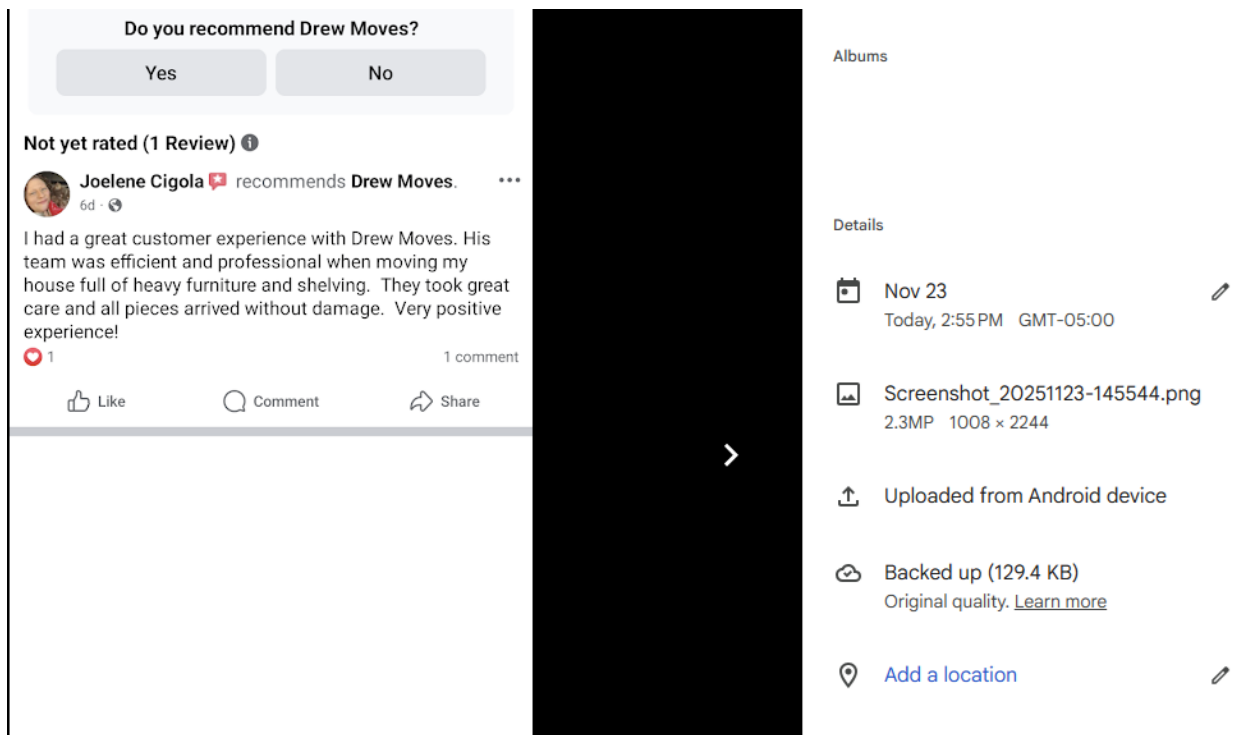 Do you recommend Drew Moves?
Yes
No
Not yet rated (1 Review)
Joelene Cigola recommends Drew Moves.
6d ·
I had a great customer experience with Drew Moves. His
team was efficient and professional when moving my
house full of heavy furniture and shelving.  They took great
care and all pieces arrived without damage.  Very positive
experience!
1
1 comment
Like
Comment
Share
Albums
Details
Nov 23
Today, 2:55 PM GMT-05:00
Screenshot_20251123-145544.png
2.3MP 1008 × 2244
Uploaded from Android device
Backed up (129.4 KB)
Original quality. Learn more
Add a location